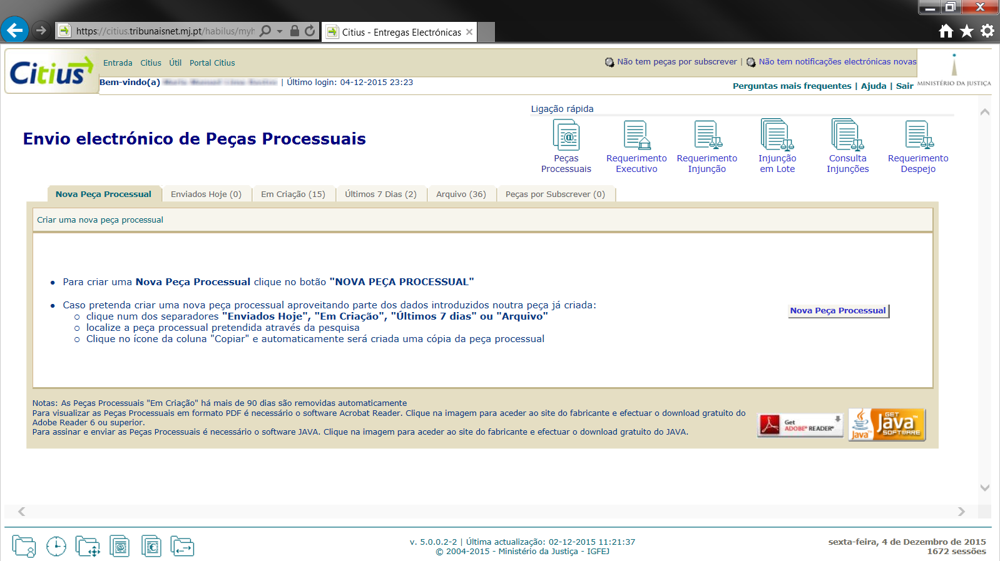 https://citius.tribunaisnet.mj.pt/habilus/myh
Citius - Entregas Electrónicas
Citius
Entrada Citius Útil Portal Citius
Não tem peças por subscrever | Não tem notificações electrónicas novas
Bem-vindo(a) | Último login: 04-12-2015 23:23
Perguntas mais frequentes | Ajuda | Sair
MINISTÉRIO DA JUSTIÇA
Ligação rápida
Envio electrónico de Peças Processuais
Peças Processuais
Requerimento Executivo
Requerimento Injunção
Injunção em Lote
Consulta Injunções
Requerimento Despejo
Nova Peça Processual
Enviados Hoje (0)
Em Criação (15)
Últimos 7 Dias (2)
Arquivo (36)
Peças por Subscrever (0)
Criar uma nova peça processual
Para criar uma Nova Peça Processual clique no botão "NOVA PEÇA PROCESSUAL"
Caso pretenda criar uma nova peça processual aproveitando parte dos dados introduzidos noutra peça já criada:
clique num dos separadores "Enviados Hoje", "Em Criação", "Últimos 7 dias" ou "Arquivo"
localize a peça processual pretendida através da pesquisa
Clique no ícone da coluna "Copiar" e automaticamente será criada uma cópia da peça processual
Nova Peça Processual
Notas: As Peças Processuais "Em Criação" há mais de 90 dias são removidas automaticamente
Para visualizar as Peças Processuais em formato PDF é necessário o software Acrobat Reader. Clique na imagem para aceder ao site do fabricante e efectuar o download gratuito do
Adobe Reader 6 ou superior.
Para assinar e enviar as Peças Processuais é necessário o software JAVA. Clique na imagem para aceder ao site do fabricante e efectuar o download gratuito do JAVA.
Get
ADOBE® READER®
Java™
GET
Java™
SOFTWARE
v. 5.0.0.2-2 | Última actualização: 02-12-2015 11:21:37
© 2004-2015 - Ministério da Justiça - IGFEJ
sexta-feira, 4 de Dezembro de 2015
1672 sessões